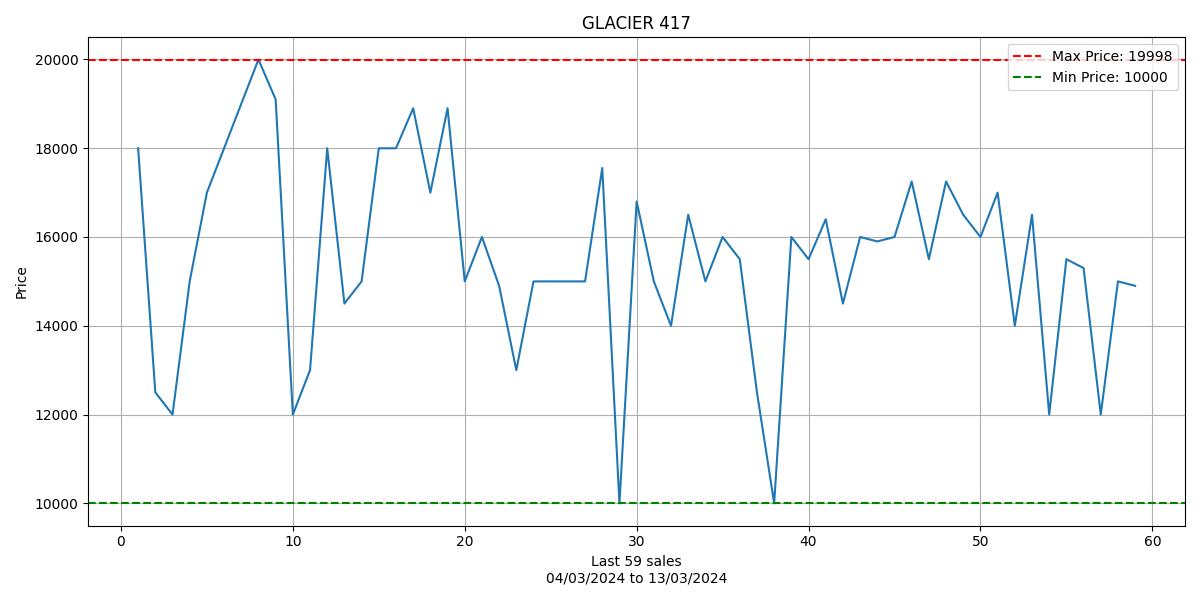 GLACIER 417
Max Price: 19998
Min Price: 10000
Price
20000
18000
16000
14000
12000
10000
0 10 20 30 40 50 60
Last 59 sales
04/03/2024 to 13/03/2024